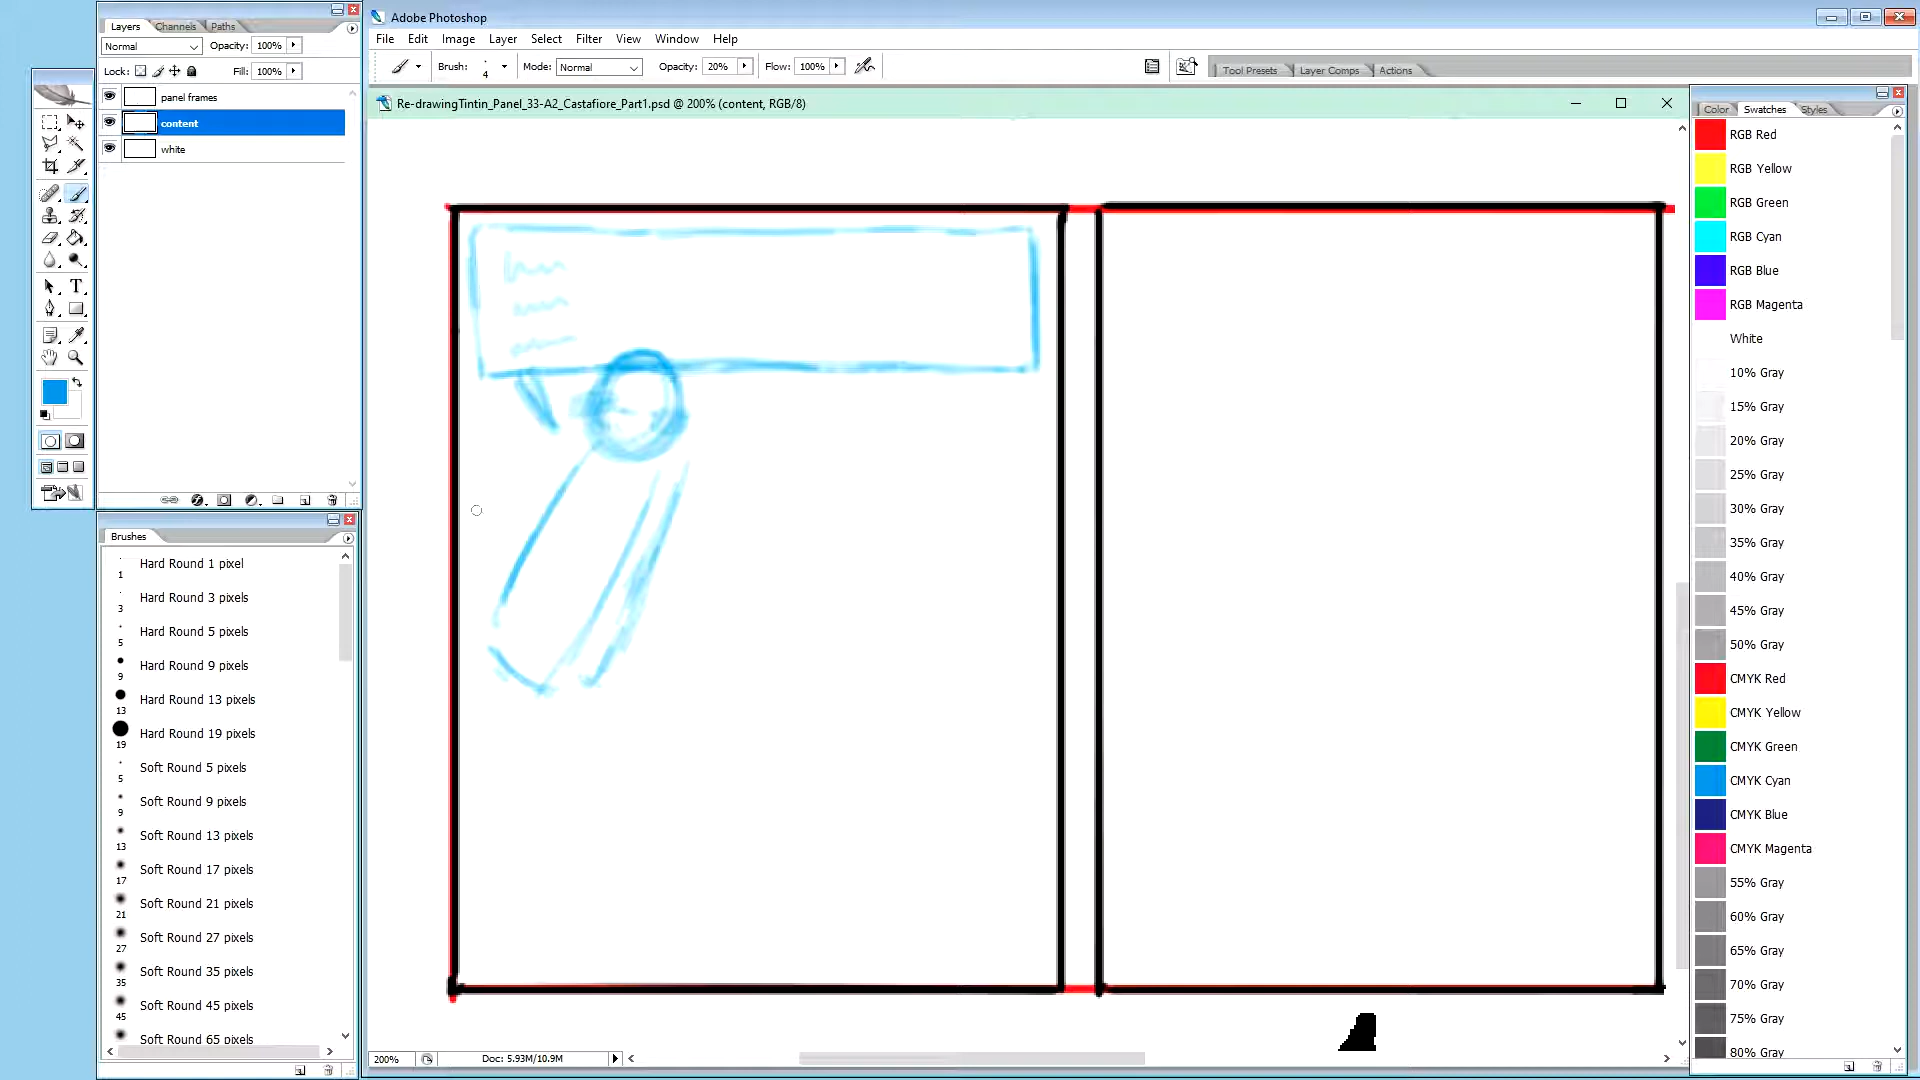 Adobe Photoshop
File Edit Image Layer Select Filter View Window Help
Brush: 4 Mode: Normal Opacity: 20% Flow: 100%
Tool Presets Layer Comps Actions
Layers Channels Paths
Normal Opacity: 100%
Lock: Fill: 100%
panel frames
content
white
Re-drawingTintin_Panel_33-A2_Castafiore_Part1.psd @ 200% (content, RGB/8)
Brushes
1 Hard Round 1 pixel
3 Hard Round 3 pixels
5 Hard Round 5 pixels
9 Hard Round 9 pixels
13 Hard Round 13 pixels
19 Hard Round 19 pixels
5 Soft Round 5 pixels
9 Soft Round 9 pixels
13 Soft Round 13 pixels
17 Soft Round 17 pixels
21 Soft Round 21 pixels
27 Soft Round 27 pixels
35 Soft Round 35 pixels
45 Soft Round 45 pixels
Soft Round 65 pixels
200% Doc: 5.93M/10.9M
Color Swatches Styles
RGB Red
RGB Yellow
RGB Green
RGB Cyan
RGB Blue
RGB Magenta
White
10% Gray
15% Gray
20% Gray
25% Gray
30% Gray
35% Gray
40% Gray
45% Gray
50% Gray
CMYK Red
CMYK Yellow
CMYK Green
CMYK Cyan
CMYK Blue
CMYK Magenta
55% Gray
60% Gray
65% Gray
70% Gray
75% Gray
80% Gray